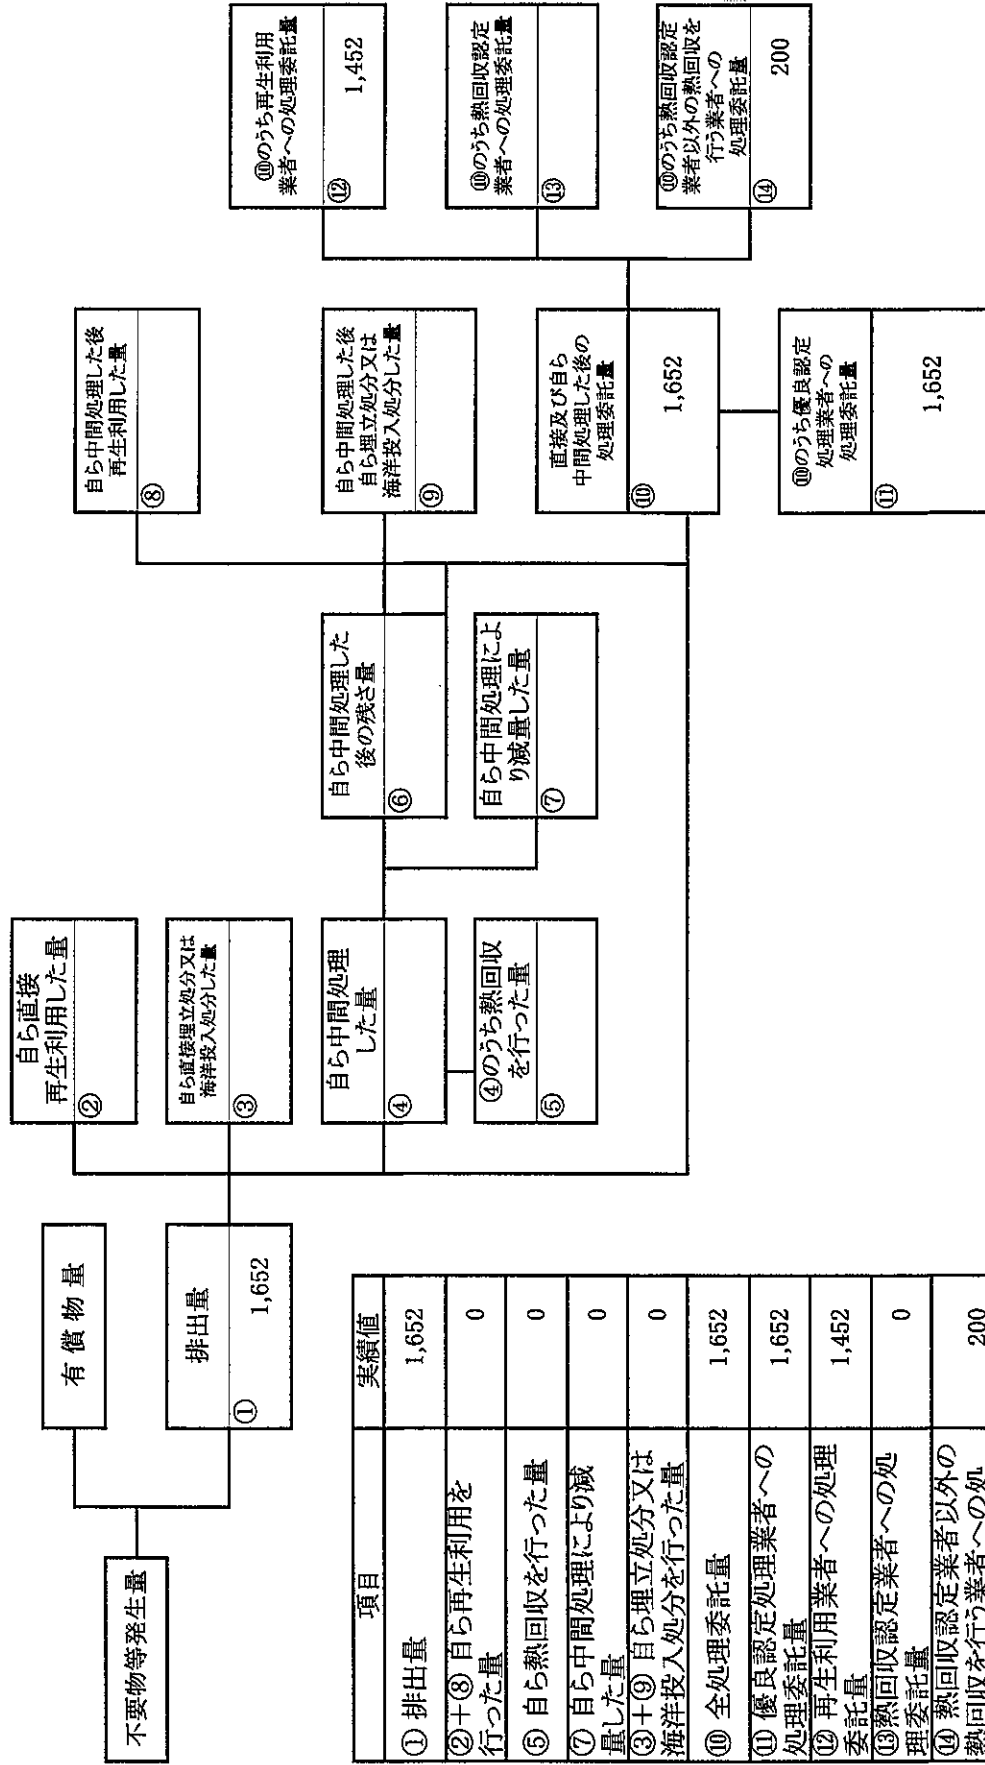 不要物等発生量
有 償 物 量
排出量
①
1,652
自ら直接
再生利用した量
②
自ら直接埋立処分又は
海洋投入処分した量
③
自ら中間処理
した量
④
④のうち熱回収
を行った量
⑤
自ら中間処理した
後の残さ量
⑥
自ら中間処理によ
り減量した量
⑦
自ら中間処理した後
再生利用した量
⑧
自ら中間処理した後
自ら埋立処分又は
海洋投入処分した量
⑨
直接及び自ら
中間処理した後の
処理委託量
⑩
1,652
⑩のうち優良認定
処理業者への
処理委託量
⑪
1,652
⑩のうち再生利用
業者への処理委託量
⑫
1,452
⑩のうち熱回収認定
業者への処理委託量
⑬
⑩のうち熱回収認定
業者以外の熱回収を
行う業者への
処理委託量
⑭
200
項目 実績値
① 排出量 1,652
②+⑧ 自ら再生利用を
行った量 0
⑤ 自ら熱回収を行った量 0
⑦ 自ら中間処理により減
量した量 0
③+⑨ 自ら埋立処分又は
海洋投入処分を行った量 0
⑩ 全処理委託量 1,652
⑪ 優良認定処理業者への
処理委託量 1,652
⑫ 再生利用業者への処理
委託量 1,452
⑬熱回収認定業者への処
理委託量 0
⑭ 熱回収認定業者以外の
熱回収を行う業者への処 200